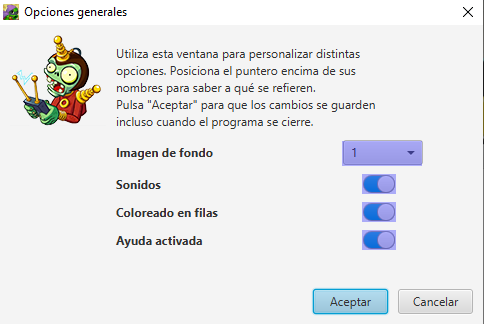 Opciones generales
Utiliza esta ventana para personalizar distintas
opciones. Posiciona el puntero encima de sus
nombres para saber a qué se refieren.
Pulsa "Aceptar" para que los cambios se guarden
incluso cuando el programa se cierre.
Imagen de fondo 1
Sonidos
Coloreado en filas
Ayuda activada
Aceptar Cancelar